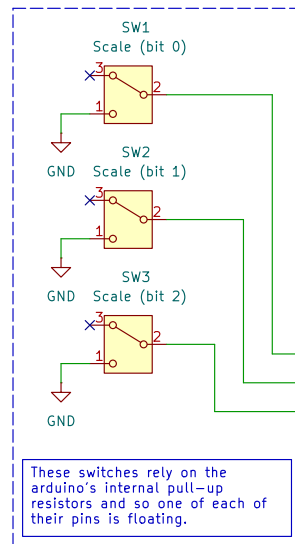 SW1
Scale (bit 0)
3
2
1
GND
SW2
Scale (bit 1)
3
2
1
GND
SW3
Scale (bit 2)
3
2
1
GND
These switches rely on the
arduino's internal pull-up
resistors and so one of each of
their pins is floating.